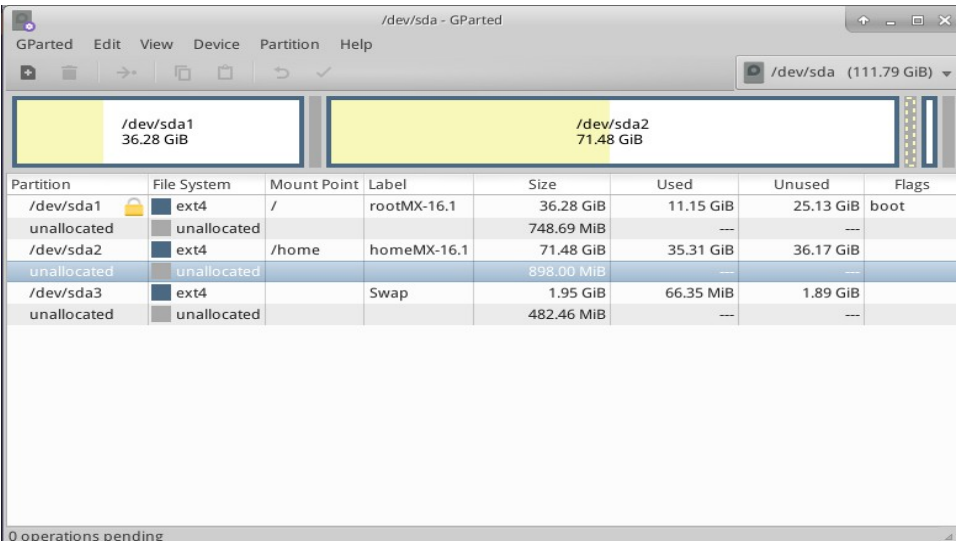 /dev/sda - GParted
GParted Edit View Device Partition Help
/dev/sda (111.79 GiB)
/dev/sda1
36.28 GiB
/dev/sda2
71.48 GiB
Partition File System Mount Point Label Size Used Unused Flags
/dev/sda1 ext4 / rootMX-16.1 36.28 GiB 11.15 GiB 25.13 GiB boot
unallocated unallocated 748.69 MiB --- ---
/dev/sda2 ext4 /home homeMX-16.1 71.48 GiB 35.31 GiB 36.17 GiB
unallocated unallocated 898.00 MiB --- ---
/dev/sda3 ext4 Swap 1.95 GiB 66.35 MiB 1.89 GiB
unallocated unallocated 482.46 MiB --- ---
0 operations pending